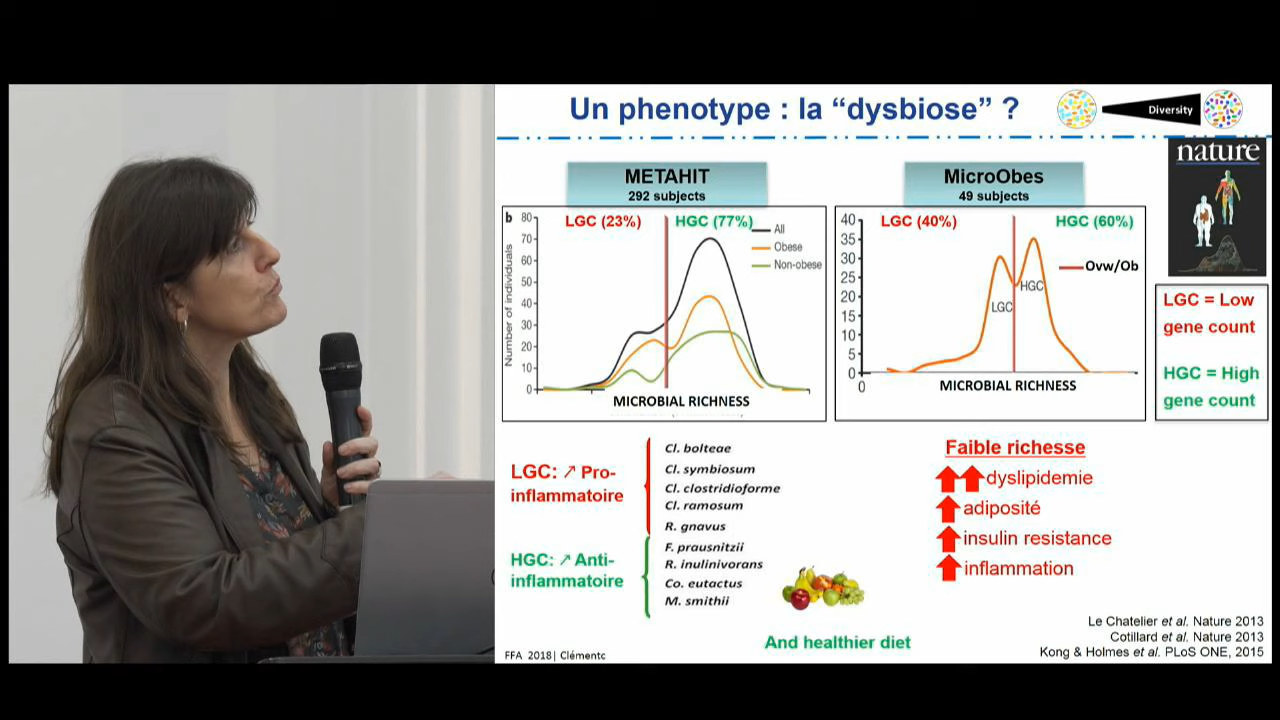 Un phenotype : la “dysbiose” ?
Diversity
nature
METAHIT
292 subjects
MicroObes
49 subjects
b
LGC (23%)
HGC (77%)
All
Obese
Non-obese
Number of individuals
80
70
60
50
40
30
20
10
0
MICROBIAL RICHNESS
LGC (40%)
HGC (60%)
Ovw/Ob
LGC
HGC
40
35
30
25
20
15
10
5
0
0
MICROBIAL RICHNESS
LGC = Low
gene count
HGC = High
gene count
LGC: ↗ Pro-
inflammatoire
Cl. bolteae
Cl. symbiosum
Cl. clostridioforme
Cl. ramosum
R. gnavus
HGC: ↗ Anti-
inflammatoire
F. prausnitzii
R. inulinivorans
Co. eutactus
M. smithii
And healthier diet
Faible richesse
dyslipidemie
adiposité
insulin resistance
inflammation
Le Chatelier et al. Nature 2013
Cotillard et al. Nature 2013
Kong & Holmes et al. PLoS ONE, 2015
FFA 2018| Clémentc